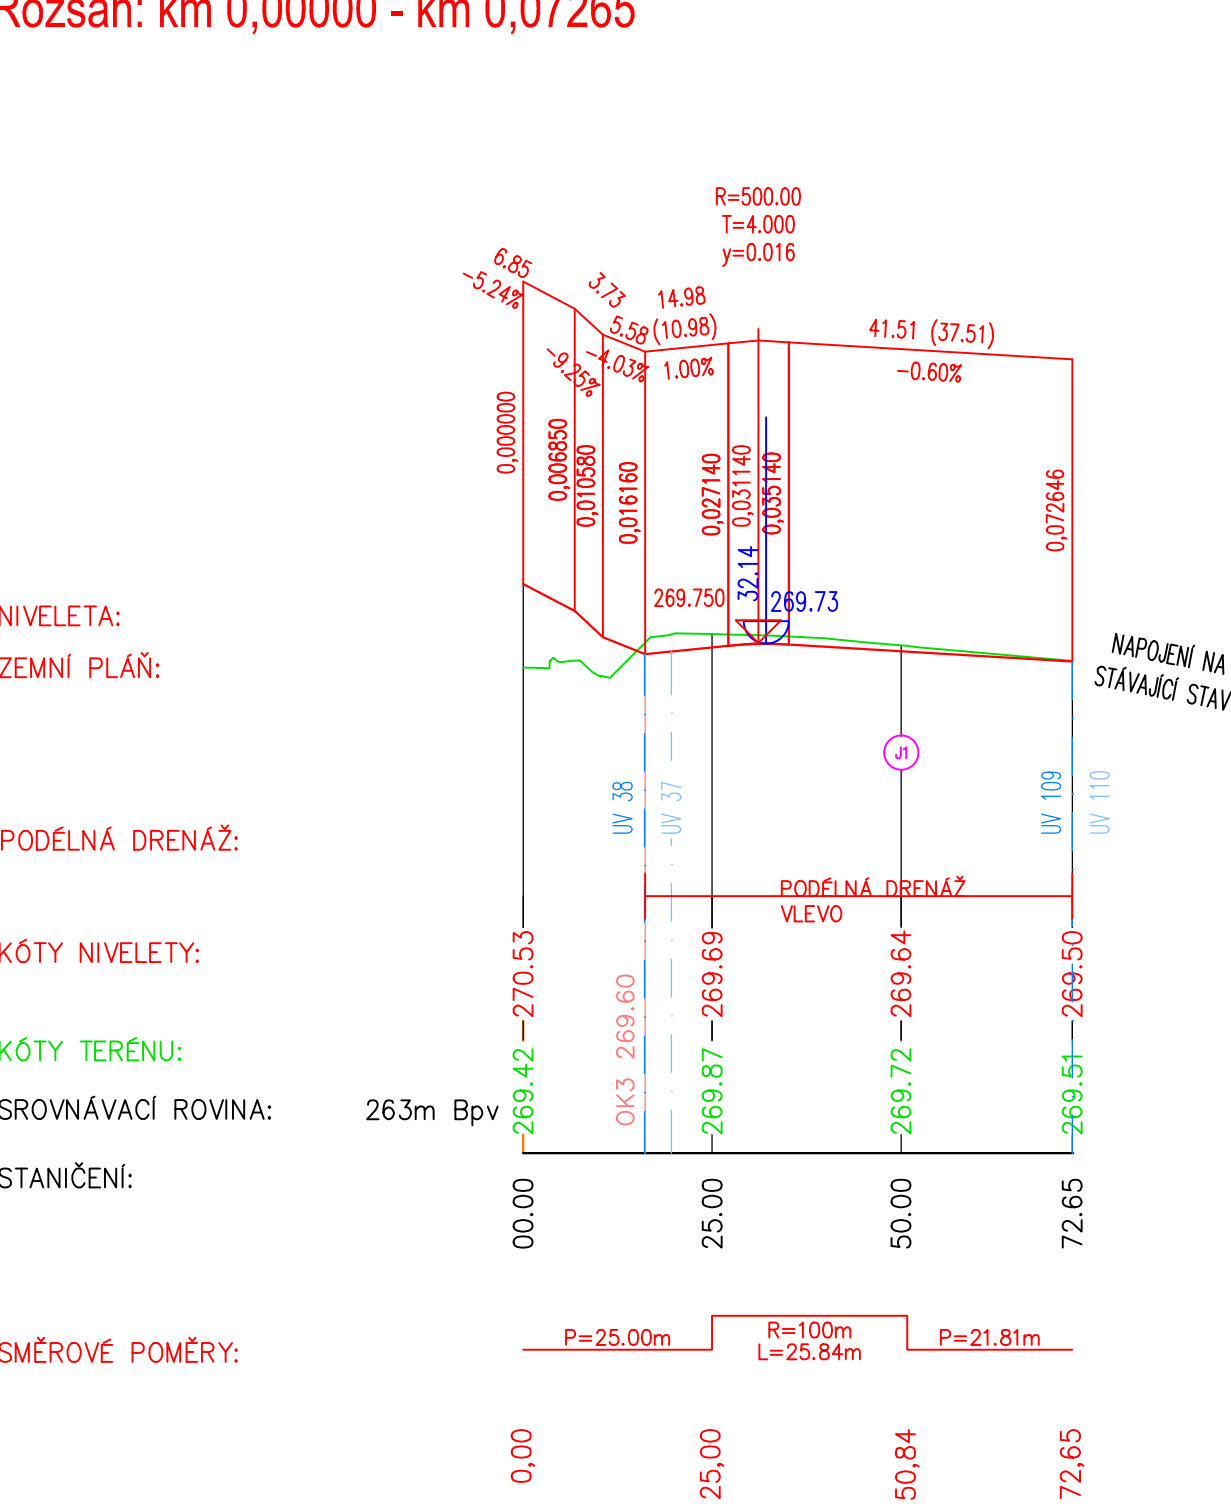 Rozsah: km 0,00000 - km 0,07265
R=500.00
T=4.000
y=0.016
6.85
-5.24%
3.73
-9.25%
5.58
-4.03%
14.98
(10.98)
1.00%
41.51 (37.51)
-0.60%
0,000000
0,006850
0,010580
0,016160
0,027140
0,031140
0,035140
0,072646
32.14
269.750
269.73
NIVELETA:
ZEMNÍ PLÁŇ:
NAPOJENÍ NA
STÁVAJÍCÍ STAV
J1
UV 38
UV 37
UV 109
UV 110
PODÉLNÁ DRENÁŽ:
PODÉLNÁ DRENÁŽ
VLEVO
KÓTY NIVELETY:
270.53
269.69
269.64
269.50
OK3 269.60
KÓTY TERÉNU:
269.42
269.87
269.72
269.51
SROVNÁVACÍ ROVINA: 263m Bpv
STANIČENÍ:
00.00
25.00
50.00
72.65
SMĚROVÉ POMĚRY:
P=25.00m
R=100m
L=25.84m
P=21.81m
0,00
25,00
50,84
72,65